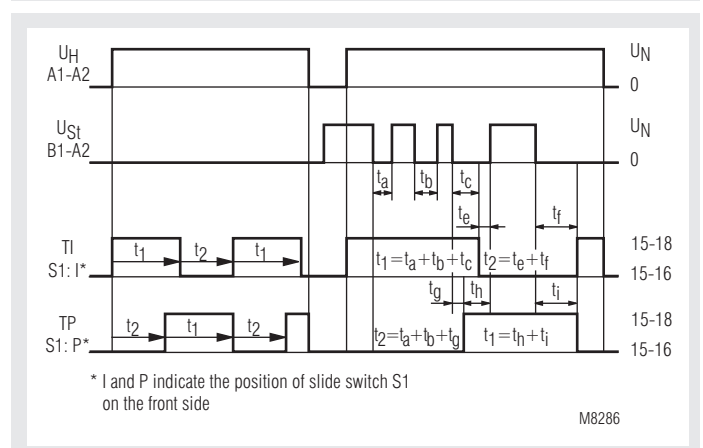 UH UN
A1-A2 0
USt UN
B1-A2 0
ta tb tc
te tf
TI t1 t2 t1 t1=ta+tb+tc t2=te+tf 15-18
S1: I* 15-16
tg th ti
TP t2 t1 t2 t2=ta+tb+tg t1=th+ti 15-18
S1: P* 15-16
* I and P indicate the position of slide switch S1
on the front side
M8286